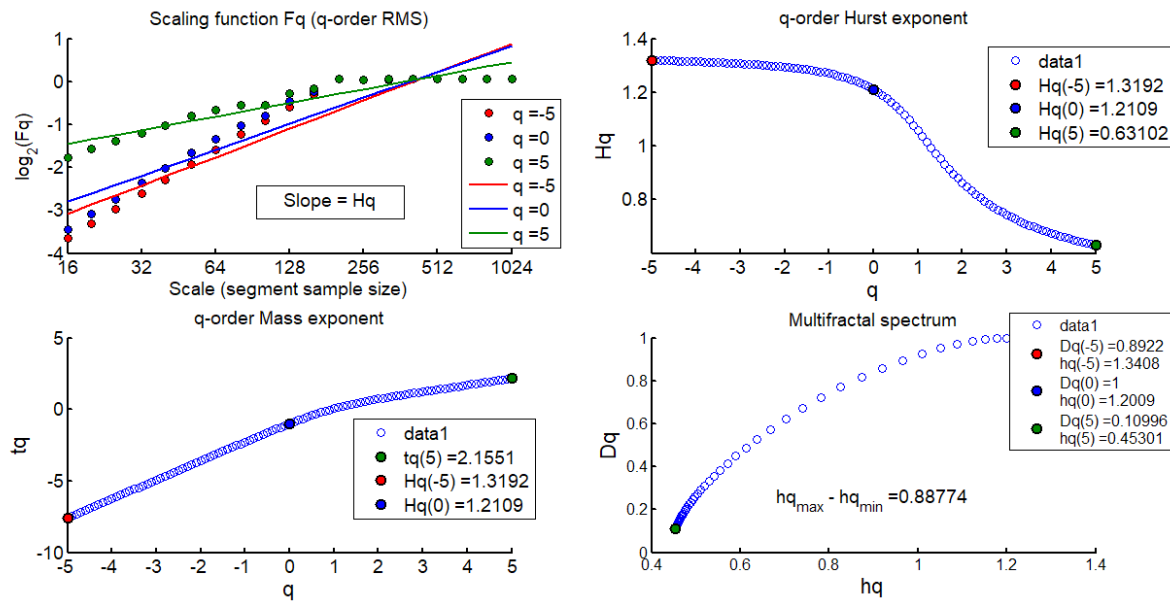 Scaling function Fq (q-order RMS)
log2(Fq)
1
0
-1
-2
-3
-4
16
32
64
128
256
512
1024
Scale (segment sample size)
Slope = Hq
q =-5
q =0
q =5
q =-5
q =0
q =5
q-order Hurst exponent
Hq
1.4
1.2
1
0.8
-5
-4
-3
-2
-1
0
1
2
3
4
5
q
data1
Hq(-5) =1.3192
Hq(0) =1.2109
Hq(5) =0.63102
q-order Mass exponent
tq
5
0
-5
-10
-5
-4
-3
-2
-1
0
1
2
3
4
5
q
data1
tq(5) =2.1551
Hq(-5) =1.3192
Hq(0) =1.2109
Multifractal spectrum
Dq
1
0.8
0.6
0.4
0.2
0
0.4
0.6
0.8
1
1.2
1.4
hq
hqmax - hqmin =0.88774
data1
Dq(-5) =0.8922
hq(-5) =1.3408
Dq(0) =1
hq(0) =1.2009
Dq(5) =0.10996
hq(5) =0.45301